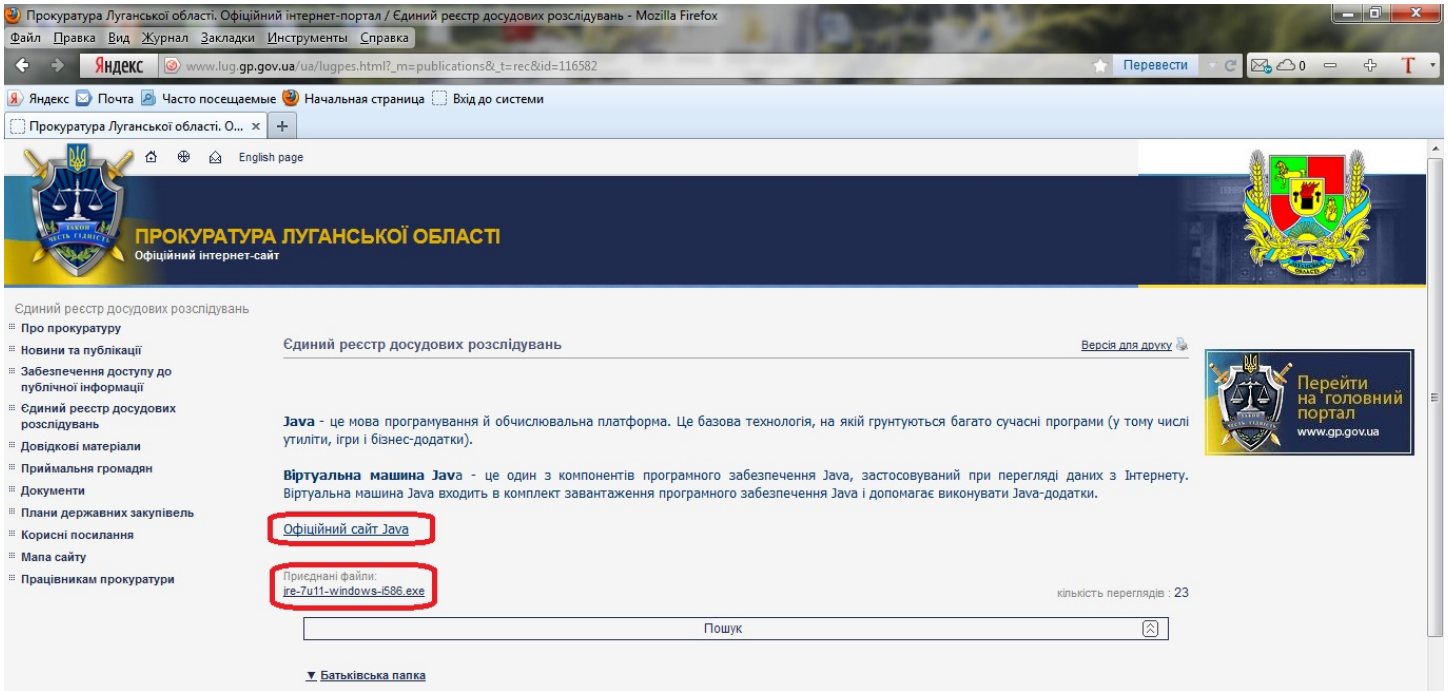 Прокуратура Луганської області. Офіційний інтернет-портал / Єдиний реєстр досудових розслідувань - Mozilla Firefox
Файл Правка Вид Журнал Закладки Инструменты Справка
Яндекс www.lug.gp.gov.ua/ua/lugpes.html?_m=publications&_t=rec&id=116582 Перевести 0 T
Яндекс Почта Часто посещаемые Начальная страница Вхід до системи
Прокуратура Луганської області. О... × +
English page
ПРОКУРАТУРА ЛУГАНСЬКОЇ ОБЛАСТІ
Офіційний інтернет-сайт
ЗАКОН
ЧЕСТЬ ГІДНІСТЬ
ЛУГАНСЬКА
ОБЛАСТЬ
Єдиний реєстр досудових розслідувань
Про прокуратуру
Новини та публікації
Забезпечення доступу до
публічної інформації
Єдиний реєстр досудових
розслідувань
Довідкові матеріали
Приймальня громадян
Документи
Плани державних закупівель
Корисні посилання
Мапа сайту
Працівникам прокуратури
Єдиний реєстр досудових розслідувань
Версія для друку
Java - це мова програмування й обчислювальна платформа. Це базова технологія, на якій грунтуються багато сучасні програми (у тому числі
утиліти, ігри і бізнес-додатки).
Віртуальна машина Java - це один з компонентів програмного забезпечення Java, застосовуваний при перегляді даних з Інтернету.
Віртуальна машина Java входить в комплект завантаження програмного забезпечення Java і допомагає виконувати Java-додатки.
Офіційний сайт Java
Приєднані файли:
jre-7u11-windows-i586.exe
кількість переглядів : 23
Пошук
Батьківська папка
Перейти
на головний
портал
www.gp.gov.ua